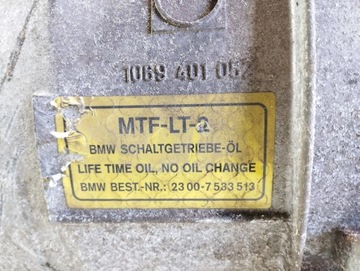 1069 401 052
MTF-LT-2
BMW SCHALTGETRIEBE-ÖL
LIFE TIME OIL, NO OIL CHANGE
BMW BEST.-NR.: 23 00-7 533 513